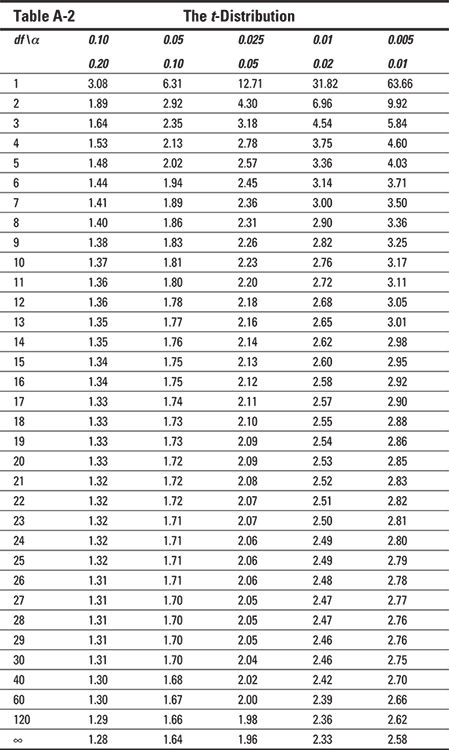 Table A-2 The t-Distribution
df\α 0.10 0.05 0.025 0.01 0.005
0.20 0.10 0.05 0.02 0.01
1 3.08 6.31 12.71 31.82 63.66
2 1.89 2.92 4.30 6.96 9.92
3 1.64 2.35 3.18 4.54 5.84
4 1.53 2.13 2.78 3.75 4.60
5 1.48 2.02 2.57 3.36 4.03
6 1.44 1.94 2.45 3.14 3.71
7 1.41 1.89 2.36 3.00 3.50
8 1.40 1.86 2.31 2.90 3.36
9 1.38 1.83 2.26 2.82 3.25
10 1.37 1.81 2.23 2.76 3.17
11 1.36 1.80 2.20 2.72 3.11
12 1.36 1.78 2.18 2.68 3.05
13 1.35 1.77 2.16 2.65 3.01
14 1.35 1.76 2.14 2.62 2.98
15 1.34 1.75 2.13 2.60 2.95
16 1.34 1.75 2.12 2.58 2.92
17 1.33 1.74 2.11 2.57 2.90
18 1.33 1.73 2.10 2.55 2.88
19 1.33 1.73 2.09 2.54 2.86
20 1.33 1.72 2.09 2.53 2.85
21 1.32 1.72 2.08 2.52 2.83
22 1.32 1.72 2.07 2.51 2.82
23 1.32 1.71 2.07 2.50 2.81
24 1.32 1.71 2.06 2.49 2.80
25 1.32 1.71 2.06 2.49 2.79
26 1.31 1.71 2.06 2.48 2.78
27 1.31 1.70 2.05 2.47 2.77
28 1.31 1.70 2.05 2.47 2.76
29 1.31 1.70 2.05 2.46 2.76
30 1.31 1.70 2.04 2.46 2.75
40 1.30 1.68 2.02 2.42 2.70
60 1.30 1.67 2.00 2.39 2.66
120 1.29 1.66 1.98 2.36 2.62
∞ 1.28 1.64 1.96 2.33 2.58